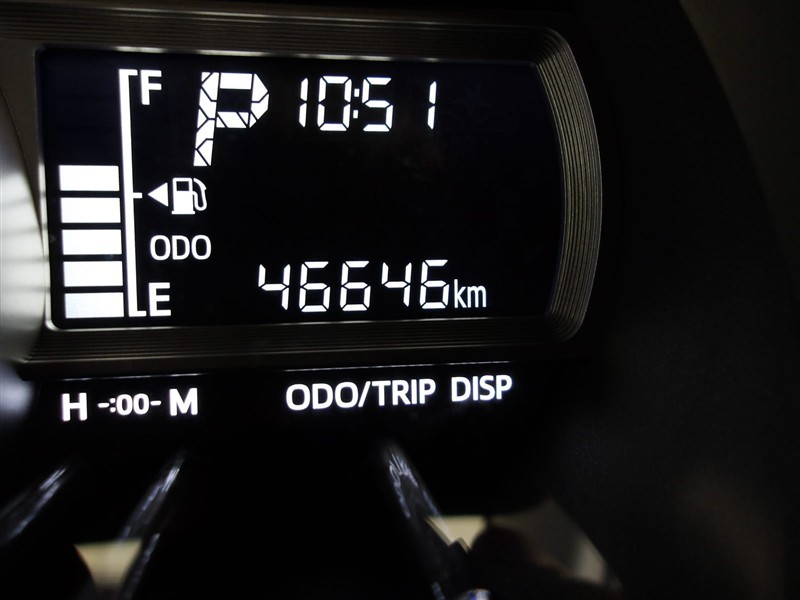 F P 10:51
ODO
46646km
E
H -:00- M ODO/TRIP DISP